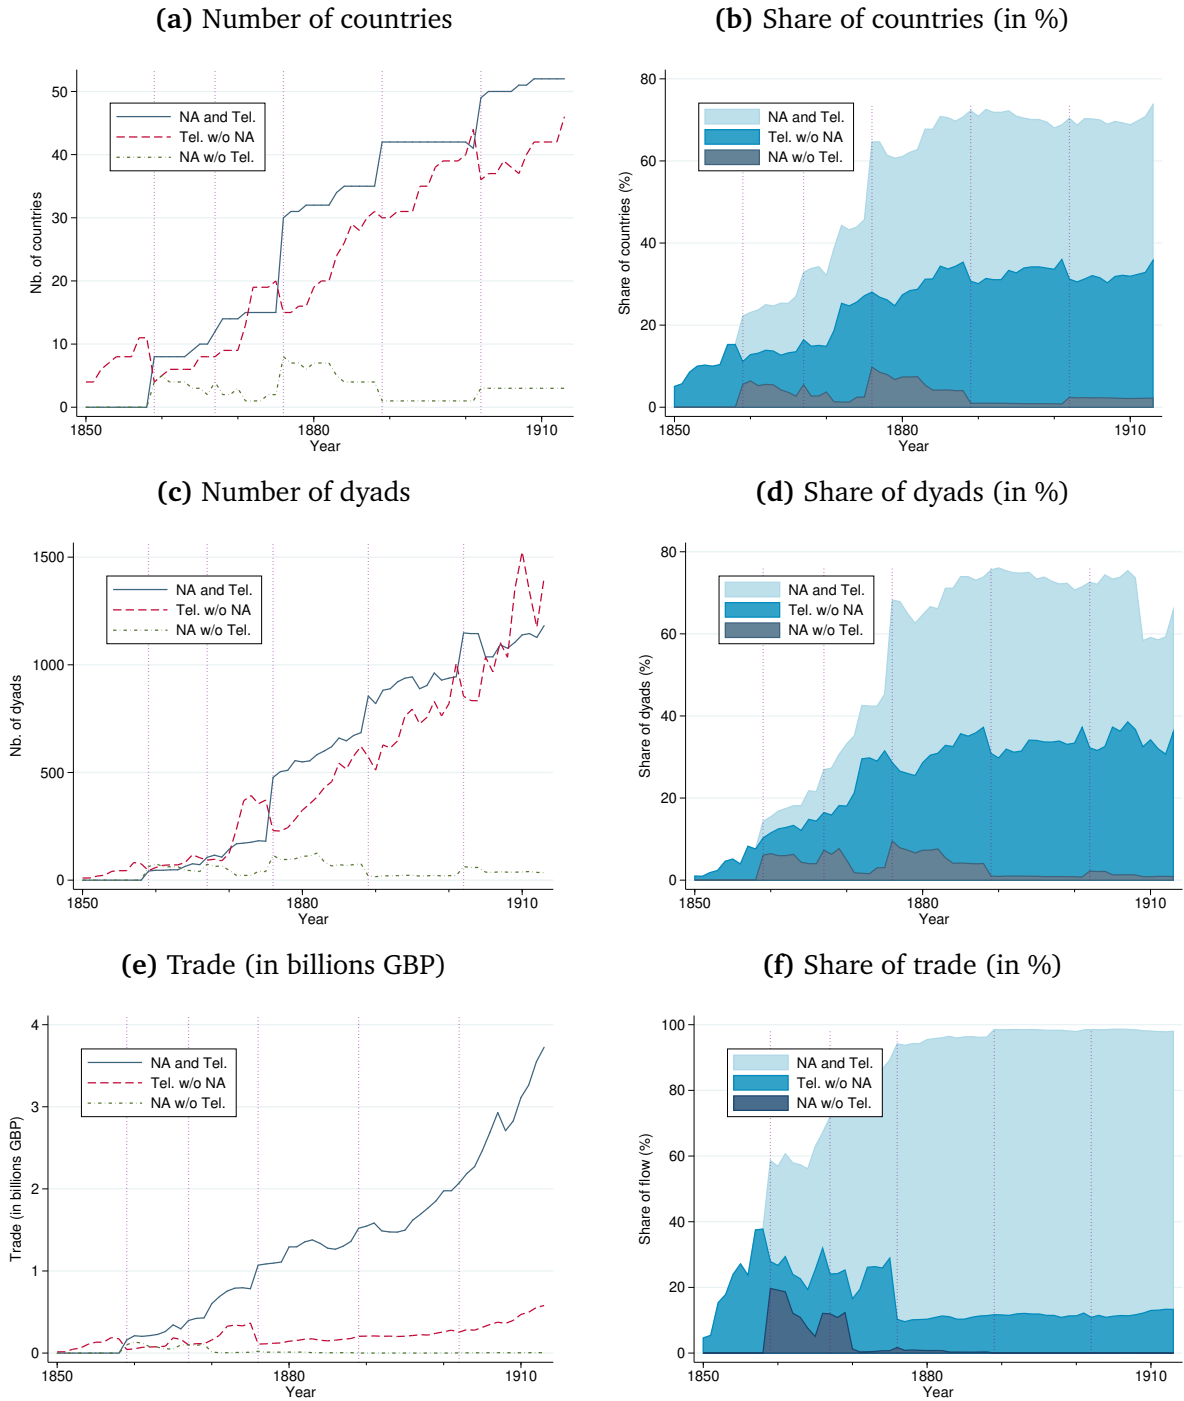 (a) Number of countries
50
40
30
20
10
0
Nb. of countries
NA and Tel.
Tel. w/o NA
NA w/o Tel.
1850
1880
1910
Year
(b) Share of countries (in %)
80
60
40
20
0
Share of countries (%)
NA and Tel.
Tel. w/o NA
NA w/o Tel.
1850
1880
1910
Year
(c) Number of dyads
1500
1000
500
0
Nb. of dyads
NA and Tel.
Tel. w/o NA
NA w/o Tel.
1850
1880
1910
Year
(d) Share of dyads (in %)
80
60
40
20
0
Share of dyads (%)
NA and Tel.
Tel. w/o NA
NA w/o Tel.
1850
1880
1910
Year
(e) Trade (in billions GBP)
4
3
2
1
0
Trade (in billions GBP)
NA and Tel.
Tel. w/o NA
NA w/o Tel.
1850
1880
1910
Year
(f) Share of trade (in %)
100
80
60
40
20
0
Share of flow (%)
NA and Tel.
Tel. w/o NA
NA w/o Tel.
1850
1880
1910
Year